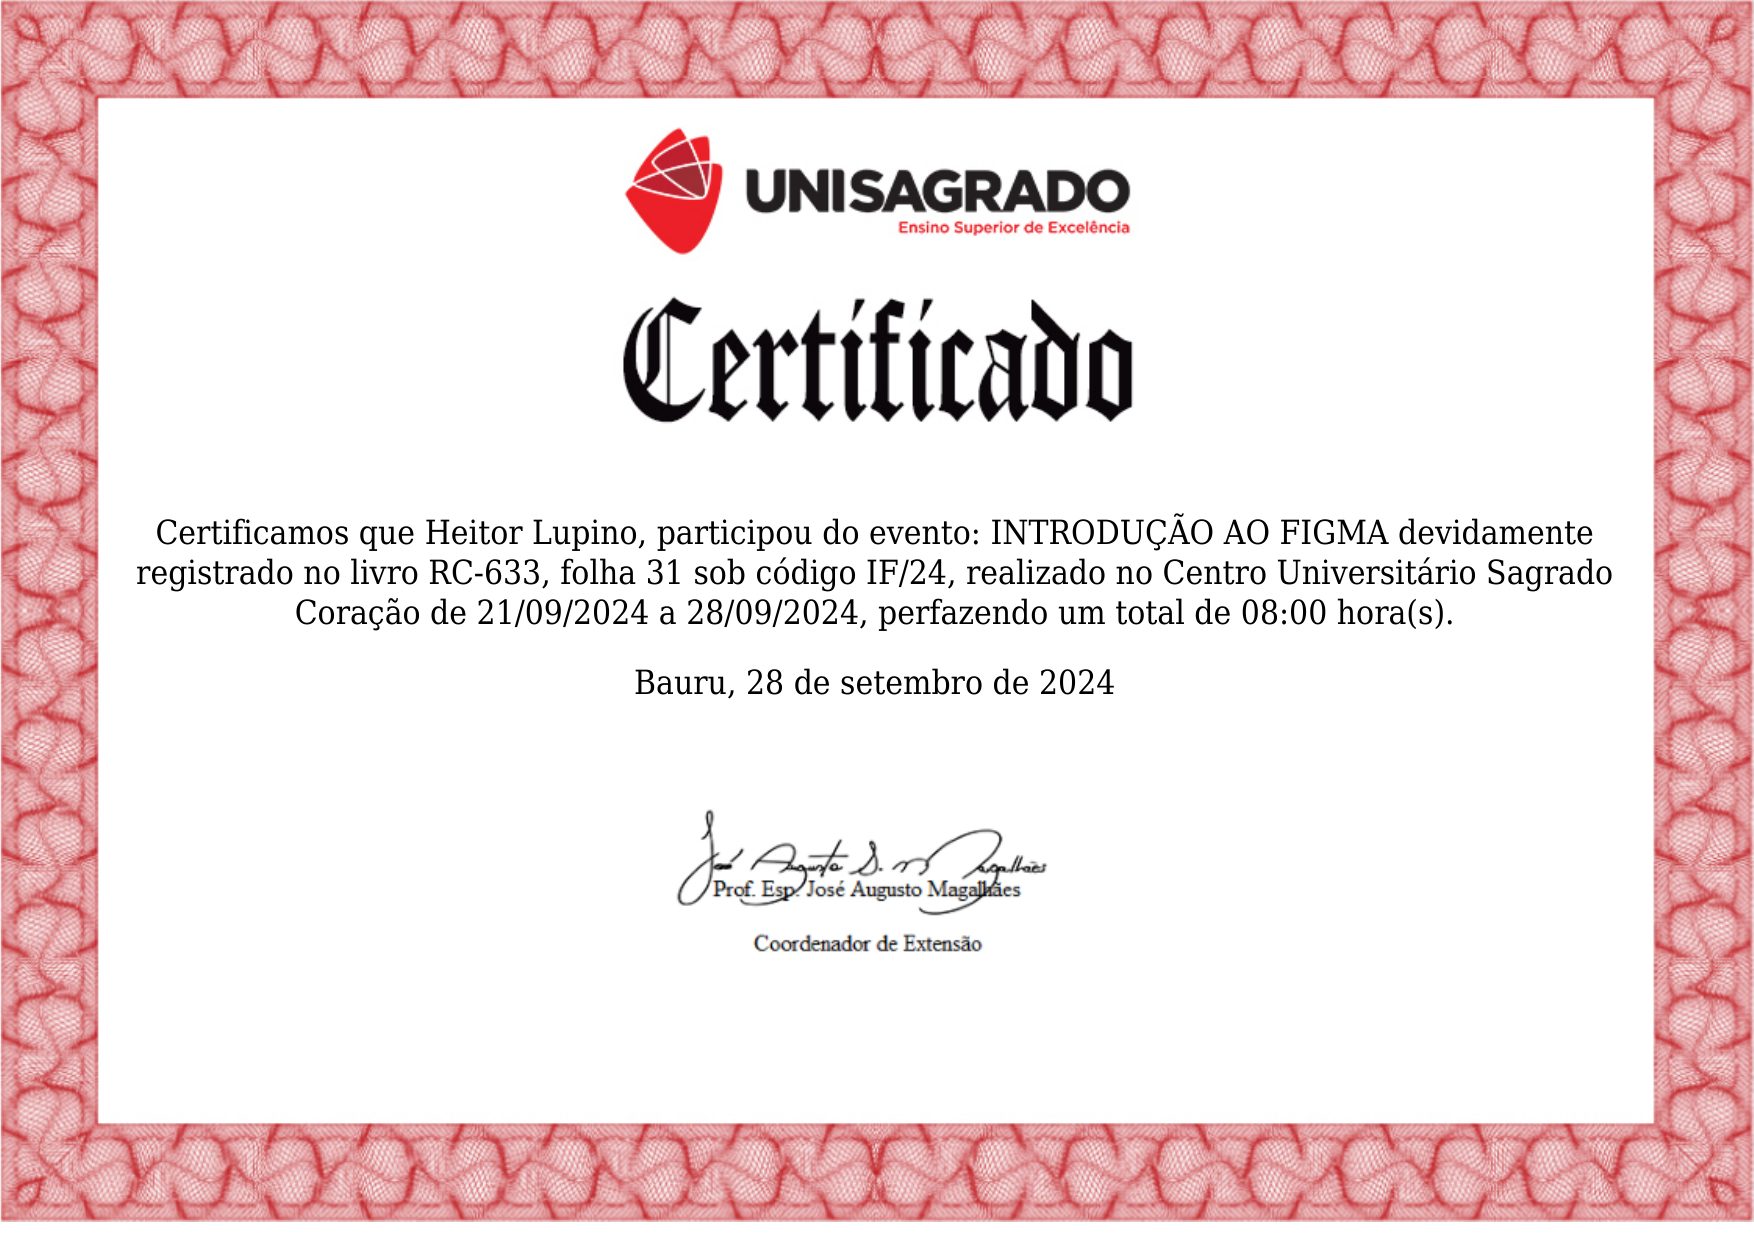 UNISAGRADO
Ensino Superior de Excelência
Certificado
Certificamos que Heitor Lupino, participou do evento: INTRODUÇÃO AO FIGMA devidamente
registrado no livro RC-633, folha 31 sob código IF/24, realizado no Centro Universitário Sagrado
Coração de 21/09/2024 a 28/09/2024, perfazendo um total de 08:00 hora(s).
Bauru, 28 de setembro de 2024
José Augusto S. M Magalhães
Prof. Esp. José Augusto Magalhães
Coordenador de Extensão